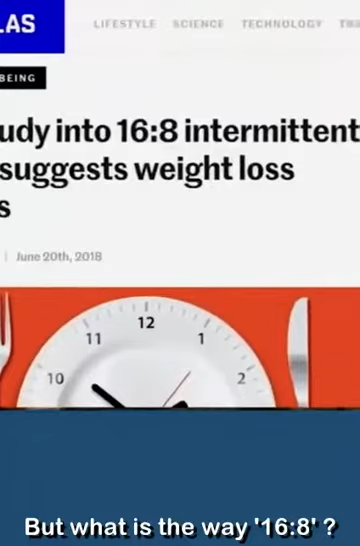 LAS
LIFESTYLE SCIENCE TECHNOLOGY
BEING
udy into 16:8 intermittent
suggests weight loss
s
| June 20th, 2018
12
11 1
10 2
But what is the way '16:8' ?